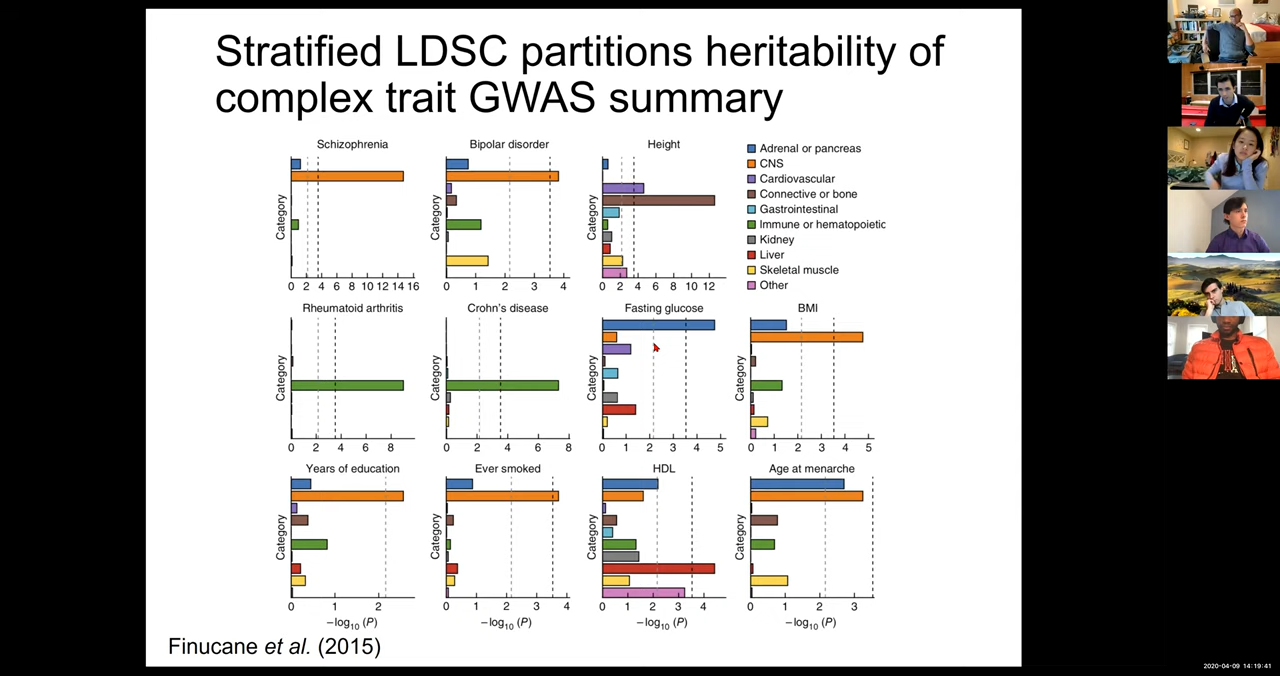 Stratified LDSC partitions heritability of
complex trait GWAS summary
Schizophrenia
Category
0 2 4 6 8 10 12 14 16
Bipolar disorder
Category
0 1 2 3 4
Height
Category
0 2 4 6 8 10 12
Adrenal or pancreas
CNS
Cardiovascular
Connective or bone
Gastrointestinal
Immune or hematopoietic
Kidney
Liver
Skeletal muscle
Other
Rheumatoid arthritis
Category
0 2 4 6 8
Crohn's disease
Category
0 2 4 6 8
Fasting glucose
Category
0 1 2 3 4 5
BMI
Category
0 1 2 3 4 5
Years of education
Category
0 1 2
−log10 (P)
Ever smoked
Category
0 1 2 3 4
−log10 (P)
HDL
Category
0 1 2 3 4
−log10 (P)
Age at menarche
Category
0 1 2 3
−log10 (P)
Finucane et al. (2015)
2020-04-09 14:19:41